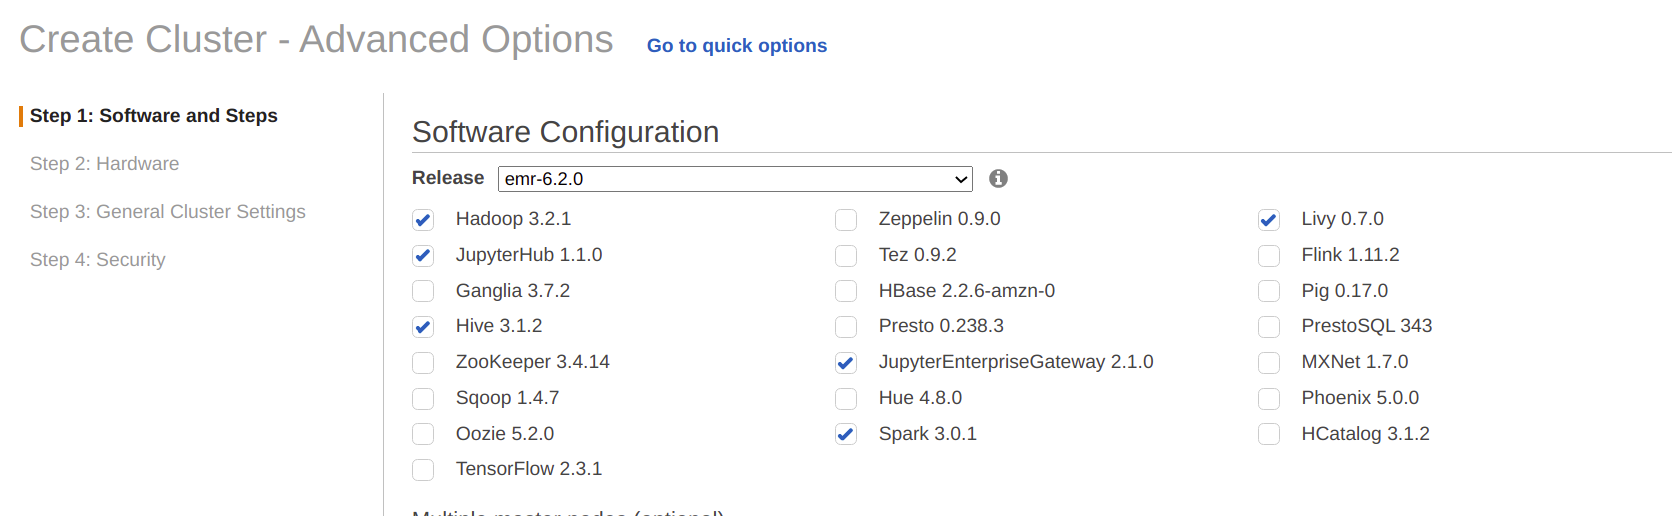 Create Cluster - Advanced Options Go to quick options
Step 1: Software and Steps
Step 2: Hardware
Step 3: General Cluster Settings
Step 4: Security
Software Configuration
Release emr-6.2.0
Hadoop 3.2.1 Zeppelin 0.9.0 Livy 0.7.0
JupyterHub 1.1.0 Tez 0.9.2 Flink 1.11.2
Ganglia 3.7.2 HBase 2.2.6-amzn-0 Pig 0.17.0
Hive 3.1.2 Presto 0.238.3 PrestoSQL 343
ZooKeeper 3.4.14 JupyterEnterpriseGateway 2.1.0 MXNet 1.7.0
Sqoop 1.4.7 Hue 4.8.0 Phoenix 5.0.0
Oozie 5.2.0 Spark 3.0.1 HCatalog 3.1.2
TensorFlow 2.3.1
Multiple master nodes (optional)